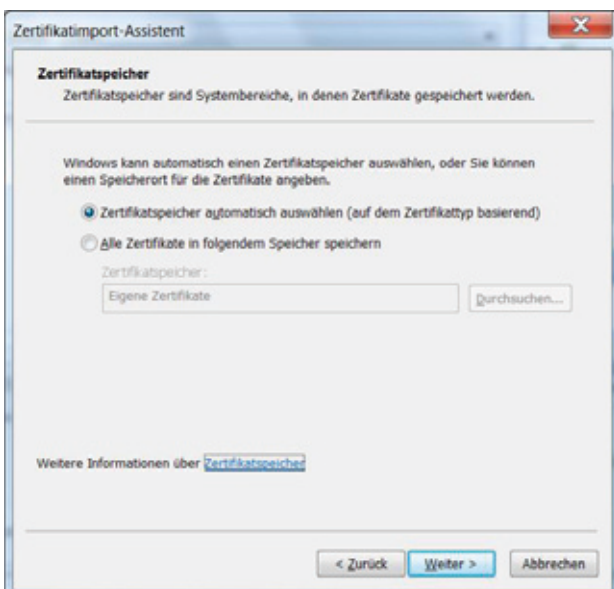 Zertifikatimport-Assistent
Zertifikatspeicher
Zertifikatspeicher sind Systembereiche, in denen Zertifikate gespeichert werden.
Windows kann automatisch einen Zertifikatspeicher auswählen, oder Sie können
einen Speicherort für die Zertifikate angeben.
Zertifikatspeicher automatisch auswählen (auf dem Zertifikattyp basierend)
Alle Zertifikate in folgendem Speicher speichern
Zertifikatspeicher:
Eigene Zertifikate
Durchsuchen...
Weitere Informationen über Zertifikatspeicher
< Zurück Weiter > Abbrechen